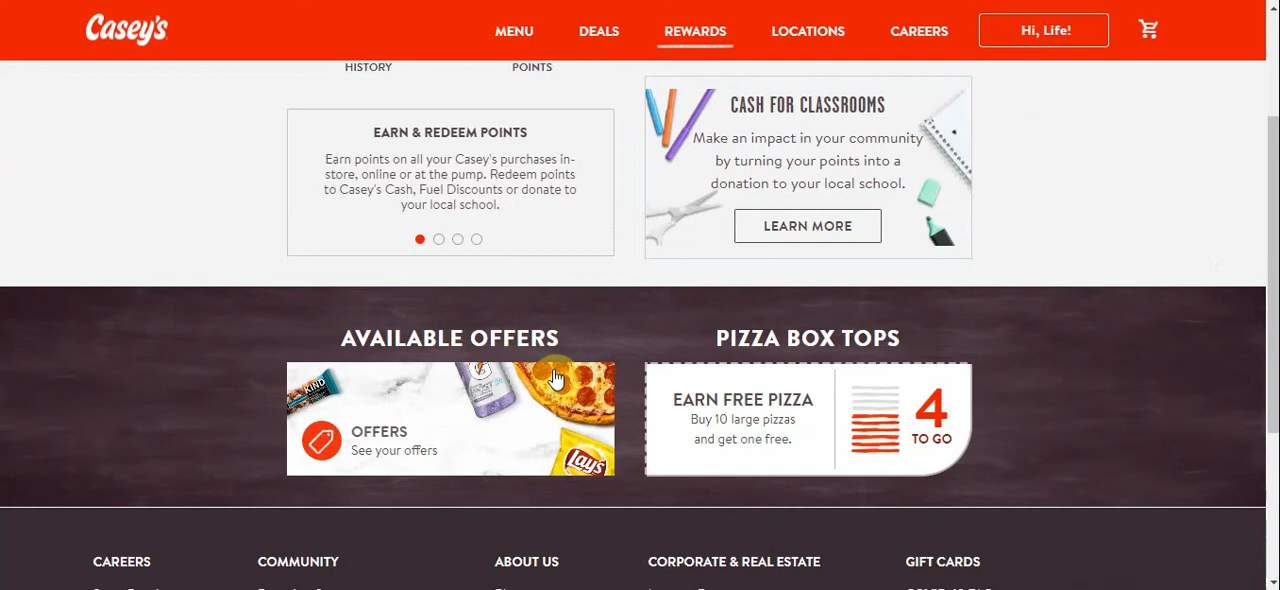 Casey's
MENU
DEALS
REWARDS
LOCATIONS
CAREERS
Hi, Life!
HISTORY
POINTS
EARN & REDEEM POINTS
Earn points on all your Casey's purchases in-
store, online or at the pump. Redeem points
to Casey's Cash, Fuel Discounts or donate to
your local school.
CASH FOR CLASSROOMS
Make an impact in your community
by turning your points into a
donation to your local school.
LEARN MORE
AVAILABLE OFFERS
KIND
Lay's
OFFERS
See your offers
PIZZA BOX TOPS
EARN FREE PIZZA
Buy 10 large pizzas
and get one free.
4
TO GO
CAREERS
COMMUNITY
ABOUT US
CORPORATE & REAL ESTATE
GIFT CARDS